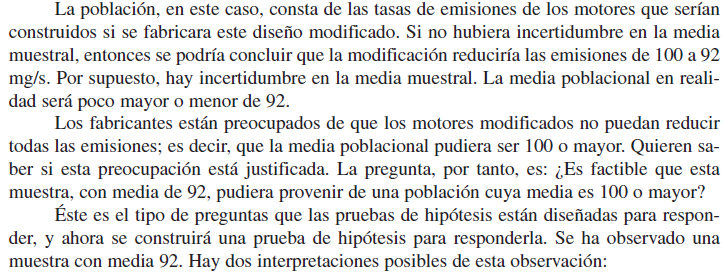 La población, en este caso, consta de las tasas de emisiones de los motores que serían
construidos si se fabricara este diseño modificado. Si no hubiera incertidumbre en la media
muestral, entonces se podría concluir que la modificación reduciría las emisiones de 100 a 92
mg/s. Por supuesto, hay incertidumbre en la media muestral. La media poblacional en reali-
dad será poco mayor o menor de 92.
Los fabricantes están preocupados de que los motores modificados no puedan reducir
todas las emisiones; es decir, que la media poblacional pudiera ser 100 o mayor. Quieren sa-
ber si esta preocupación está justificada. La pregunta, por tanto, es: ¿Es factible que esta
muestra, con media de 92, pudiera provenir de una población cuya media es 100 o mayor?
Éste es el tipo de preguntas que las pruebas de hipótesis están diseñadas para respon-
der, y ahora se construirá una prueba de hipótesis para responderla. Se ha observado una
muestra con media 92. Hay dos interpretaciones posibles de esta observación: